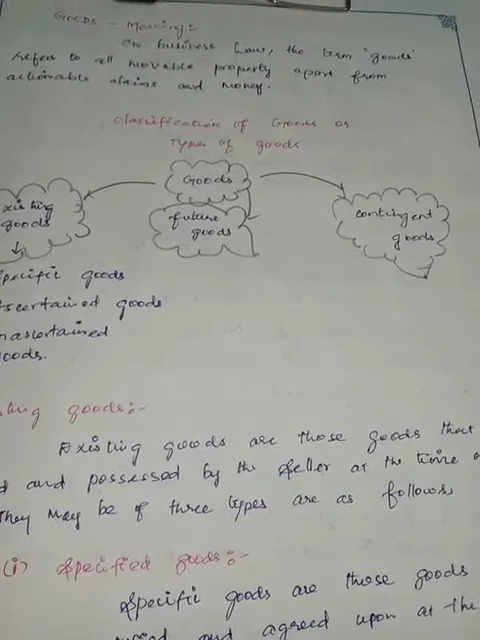 Goods - Meaning:-
In business law, the term "goods"
refers to all movable property apart from
actionable claims and money.
Classification of Goods or
Types of goods
Goods
xisting
goods
future
goods
contingent
goods
pecific goods
scertained goods
nascertained
oods.
ting goods:-
Existing goods are those goods that
d and possessed by the seller at the time o
They may be of three types are as follows,
(i) Specified goods:-
Specific goods are those goods
and agreed upon at the